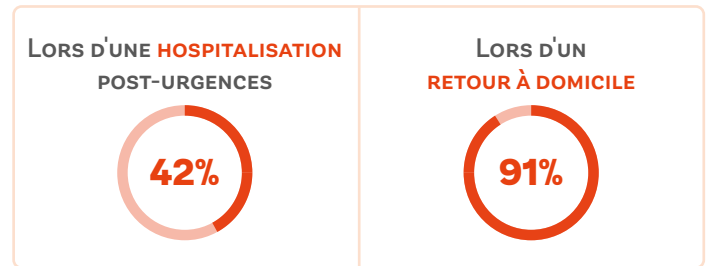 Lors d'une hospitalisation
post-urgences
42%
Lors d'un
retour à domicile
91%